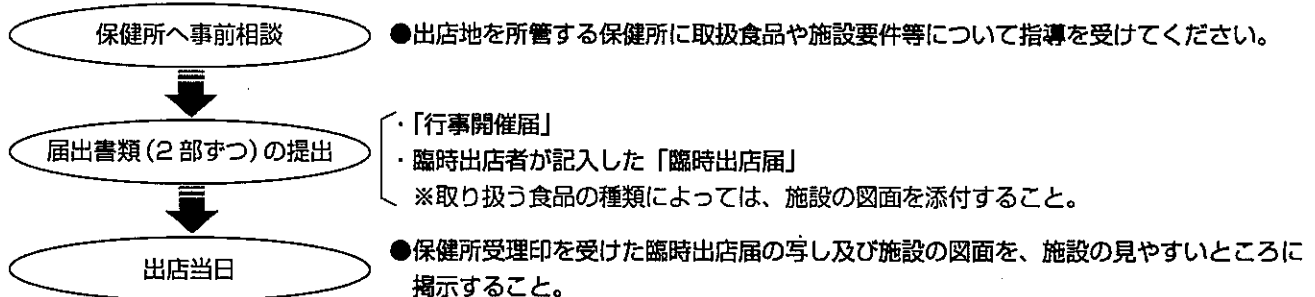 保健所へ事前相談
●出店地を所管する保健所に取扱食品や施設要件等について指導を受けてください。
届出書類(2部ずつ)の提出
・「行事開催届」
・臨時出店者が記入した「臨時出店届」
※取り扱う食品の種類によっては、施設の図面を添付すること。
出店当日
●保健所受理印を受けた臨時出店届の写し及び施設の図面を、施設の見やすいところに
掲示すること。